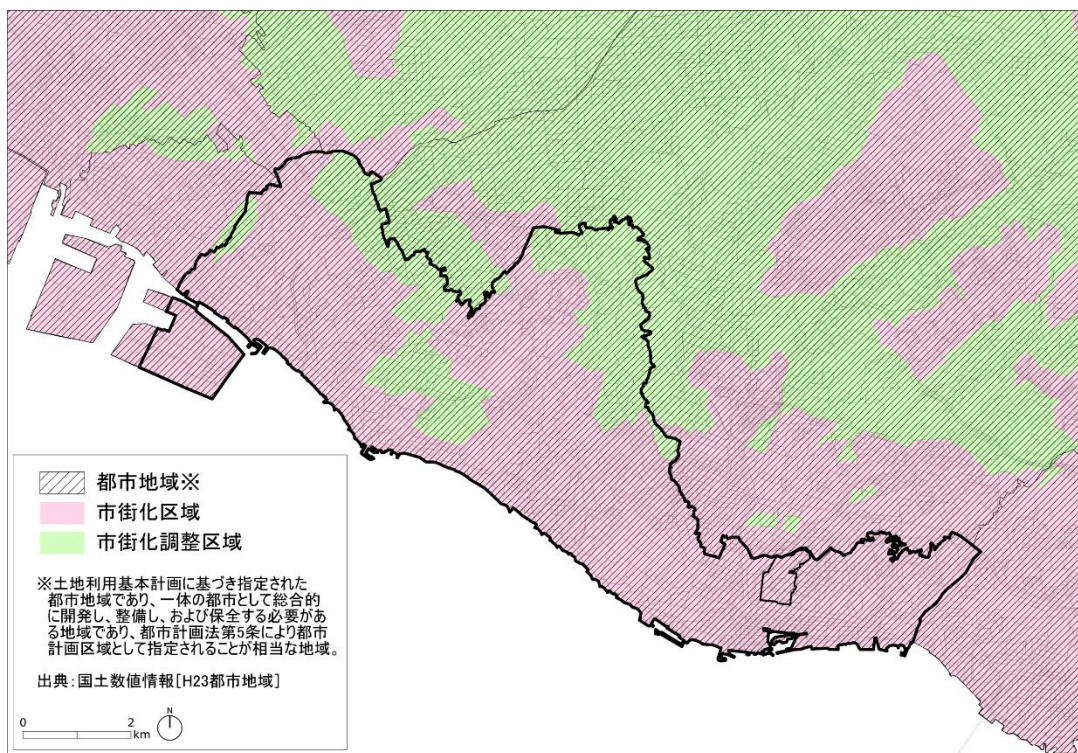 都市地域※
市街化区域
市街化調整区域
※土地利用基本計画に基づき指定された
都市地域であり、一体の都市として総合的
に開発し、整備し、および保全する必要があ
る地域であり、都市計画法第5条により都市
計画区域として指定されることが相当な地域。
出典:国土数値情報[H23都市地域]
0 2
km
N